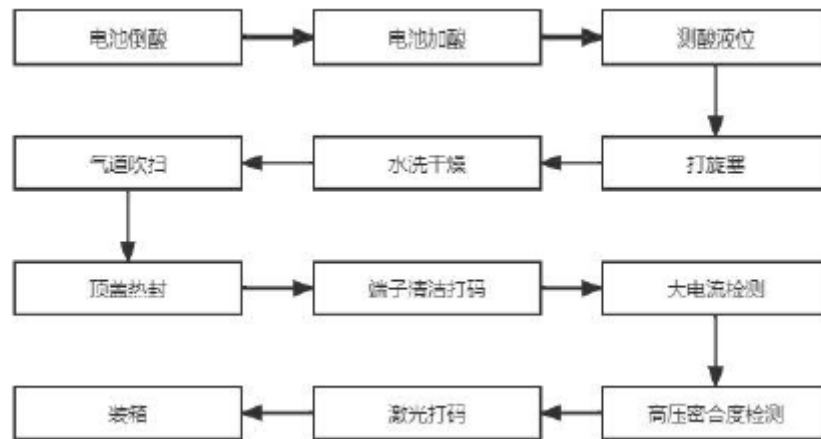 电池倒酸
电池加酸
测酸液位
打旋塞
水洗干燥
气道吹扫
顶盖热封
端子清洁打码
大电流检测
高压密合度检测
激光打码
装箱